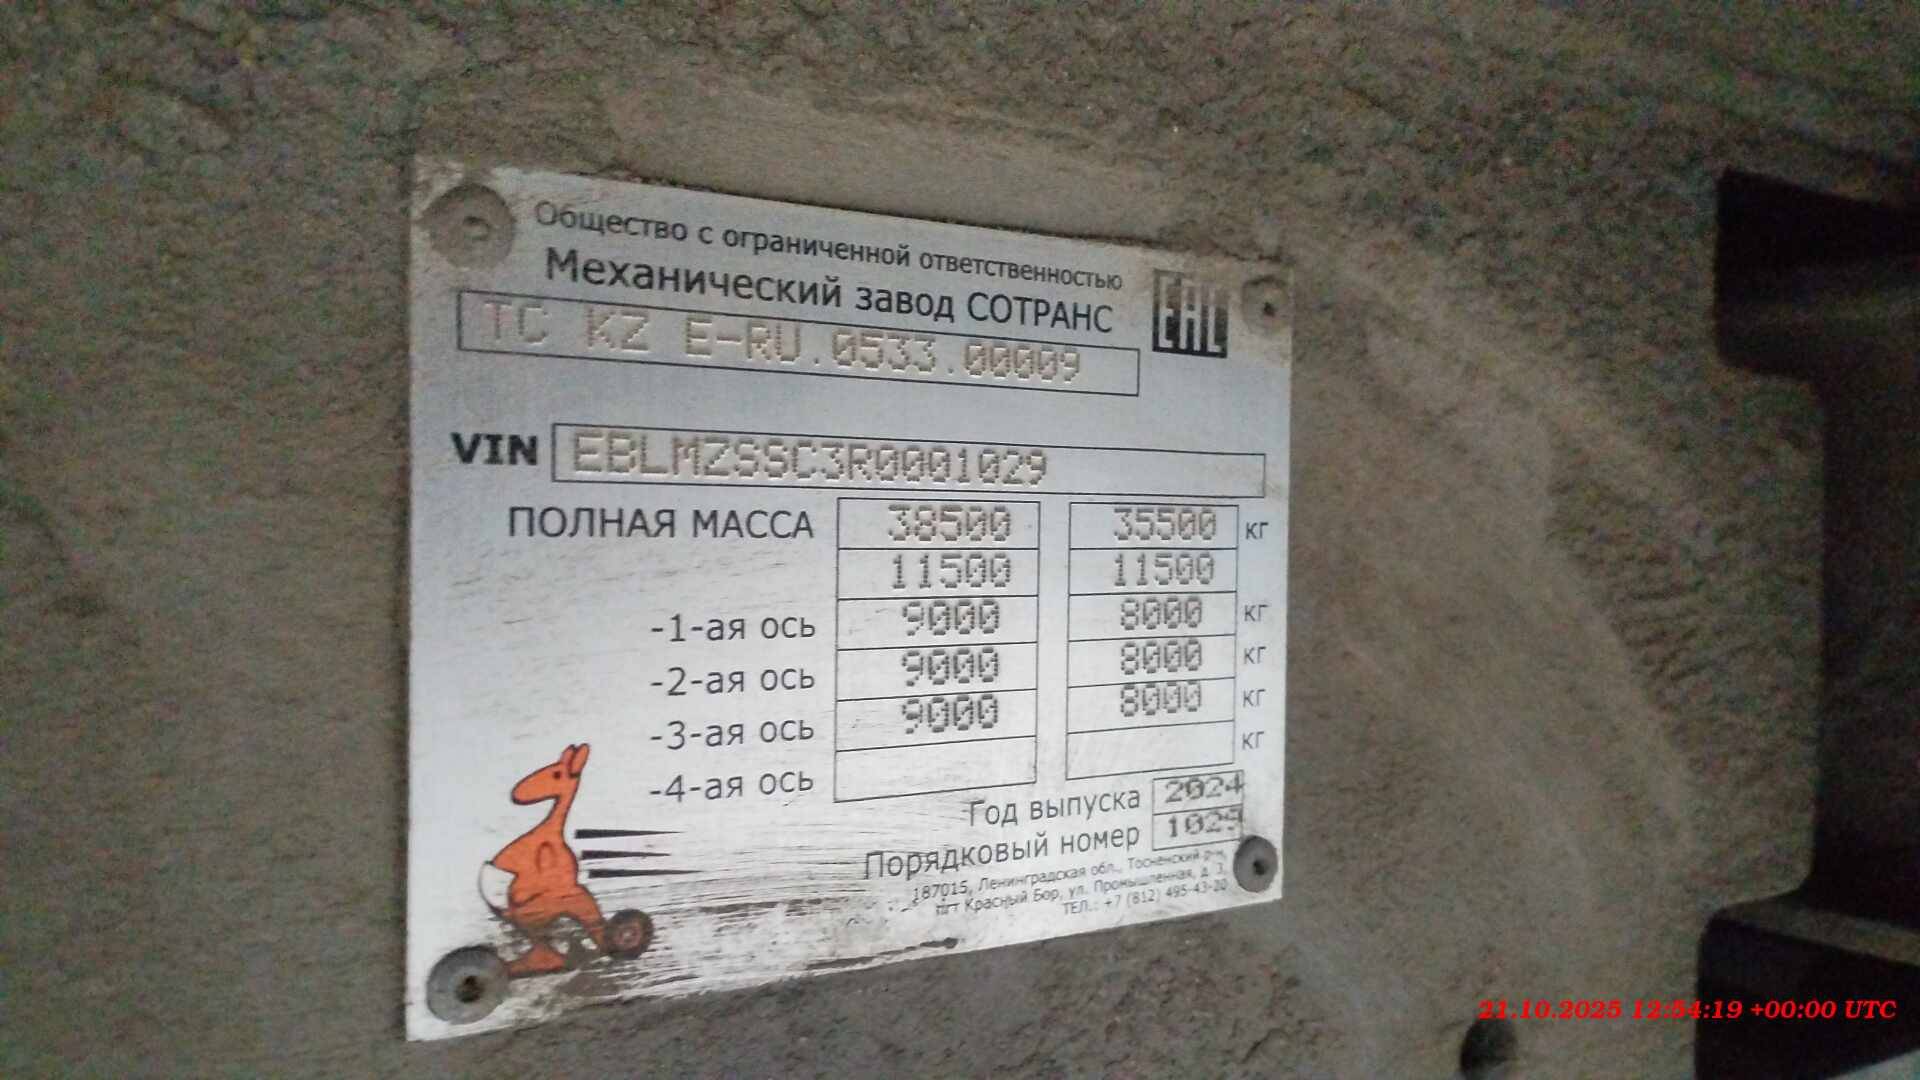 Общество с ограниченной ответственностью
Механический завод СОТРАНС
EAC
TC KZ E-RU.0533.00009
VIN EBLMZSSC3R0001029
ПОЛНАЯ МАССА 38500 35500 кг
11500 11500
-1-ая ось 9000 8000 кг
-2-ая ось 9000 8000 кг
-3-ая ось 9000 8000 кг
-4-ая ось кг
Год выпуска 2024
Порядковый номер 1029
187015, Ленинградская обл., Тосненский р-н,
пгт Красный Бор, ул. Промышленная, д. 3,
ТЕЛ.: +7 (812) 495-43-20
21.10.2025 12:54:19 +00:00 UTC